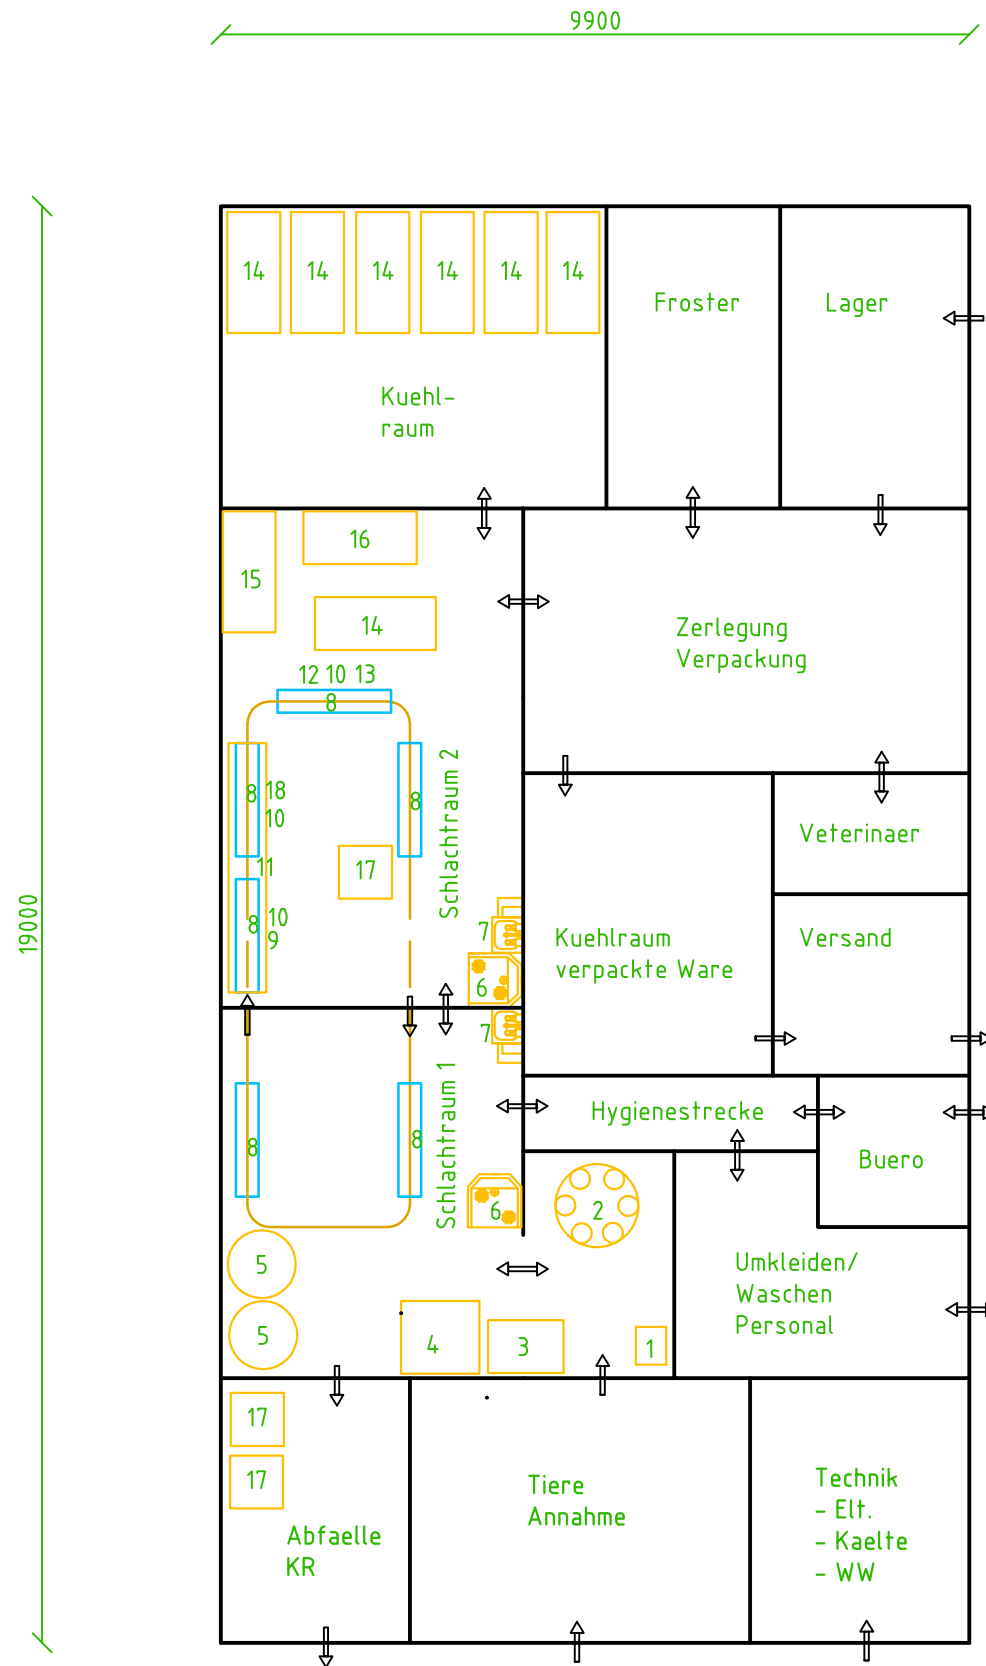 9900
19000
14 14 14 14 14 14
Froster
Lager
Kuehl-
raum
16
15
14
Zerlegung
Verpackung
12 10 13
8
Schlachtraum 2
8 18
10
8
11
17
8 10
9
7
6
Veterinaer
Kuehlraum
verpackte Ware
Versand
7
Schlachtraum 1
8
8
6
Hygienestrecke
Buero
2
5
5
4
3
1
Umkleiden/
Waschen
Personal
17
17
Abfaelle
KR
Tiere
Annahme
Technik
- Elt.
- Kaelte
- WW